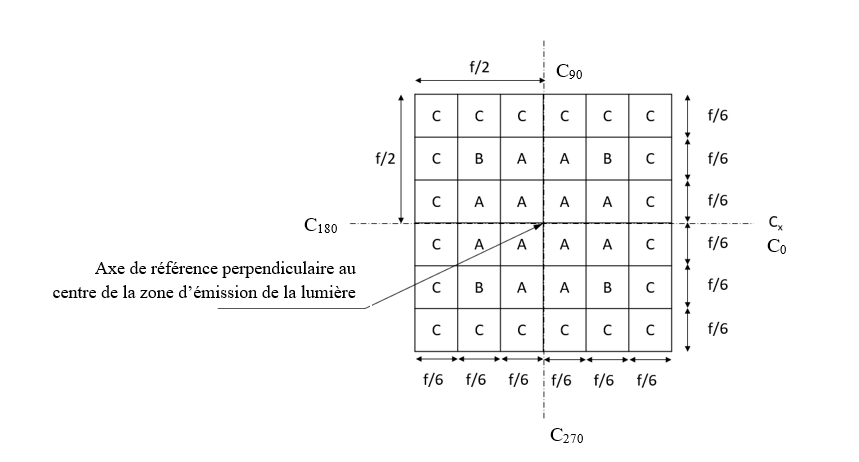 f/2 C90
C C C C C C f/6
f/2 C B A A B C f/6
C A A A A C f/6
C180 Cx
C A A A A C f/6 C0
Axe de référence perpendiculaire au
centre de la zone d’émission de la lumière
C B A A B C f/6
C C C C C C f/6
f/6 f/6 f/6 f/6 f/6 f/6
C270